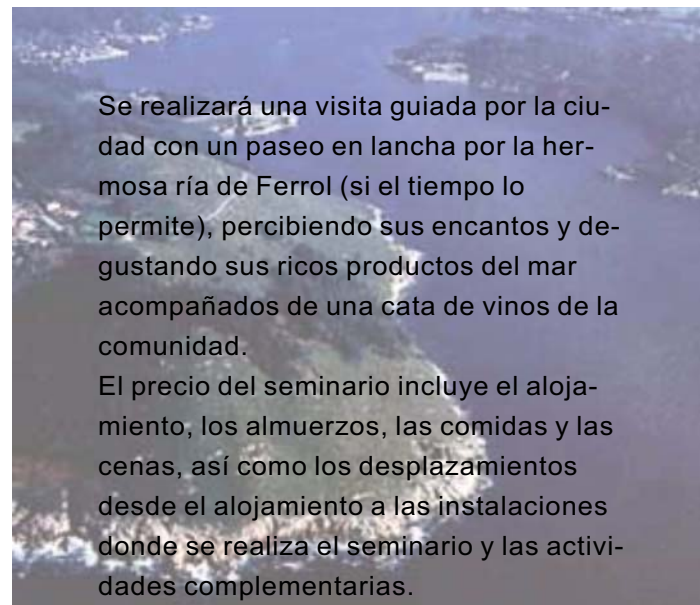 Se realizará una visita guiada por la ciu-
dad con un paseo en lancha por la her-
mosa ría de Ferrol (si el tiempo lo
permite), percibiendo sus encantos y de-
gustando sus ricos productos del mar
acompañados de una cata de vinos de la
comunidad.
El precio del seminario incluye el aloja-
miento, los almuerzos, las comidas y las
cenas, así como los desplazamientos
desde el alojamiento a las instalaciones
donde se realiza el seminario y las activi-
dades complementarias.